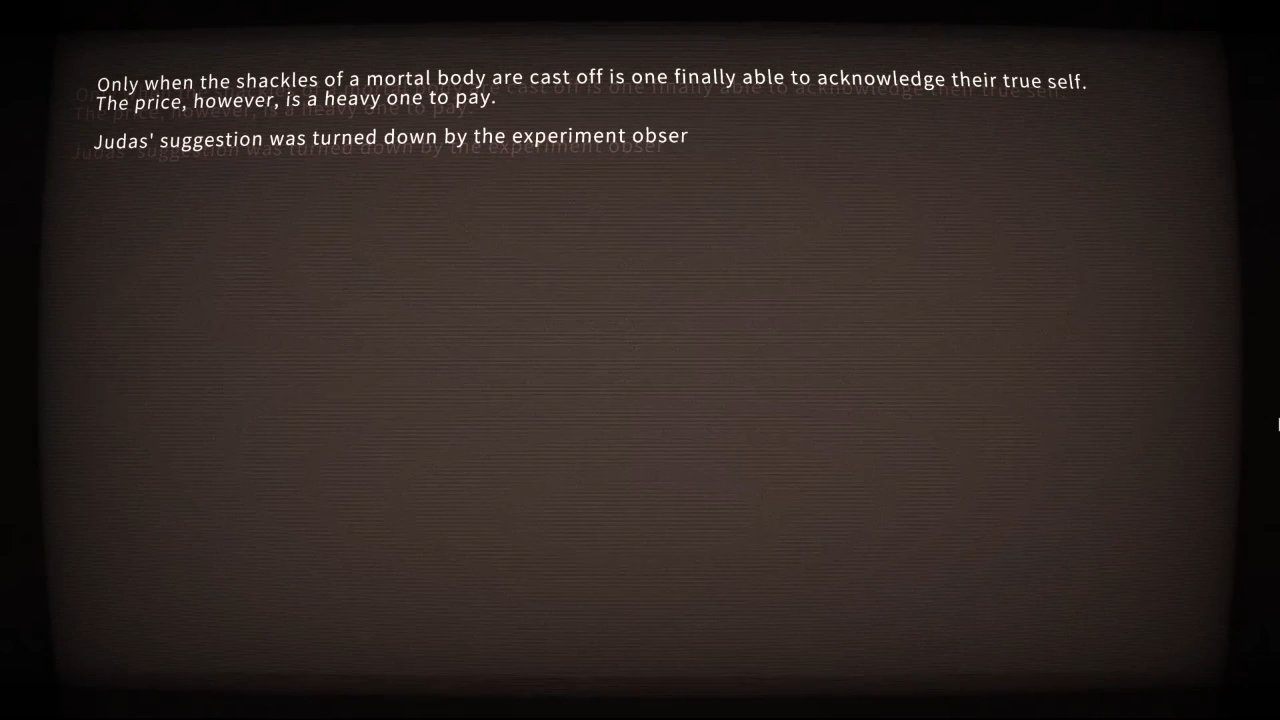 Only when the shackles of a mortal body are cast off is one finally able to acknowledge their true self.
The price, however, is a heavy one to pay.
Judas' suggestion was turned down by the experiment obser